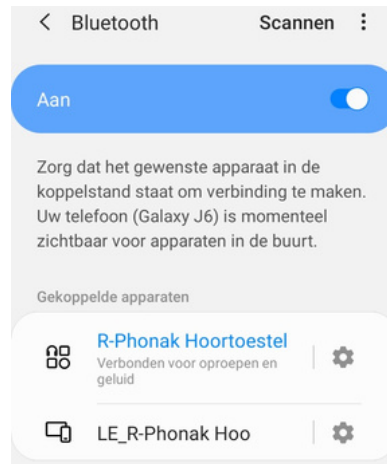 Bluetooth Scannen
Aan
Zorg dat het gewenste apparaat in de
koppelstand staat om verbinding te maken.
Uw telefoon (Galaxy J6) is momenteel
zichtbaar voor apparaten in de buurt.
Gekoppelde apparaten
R-Phonak Hoortoestel
Verbonden voor oproepen en
geluid
LE_R-Phonak Hoo